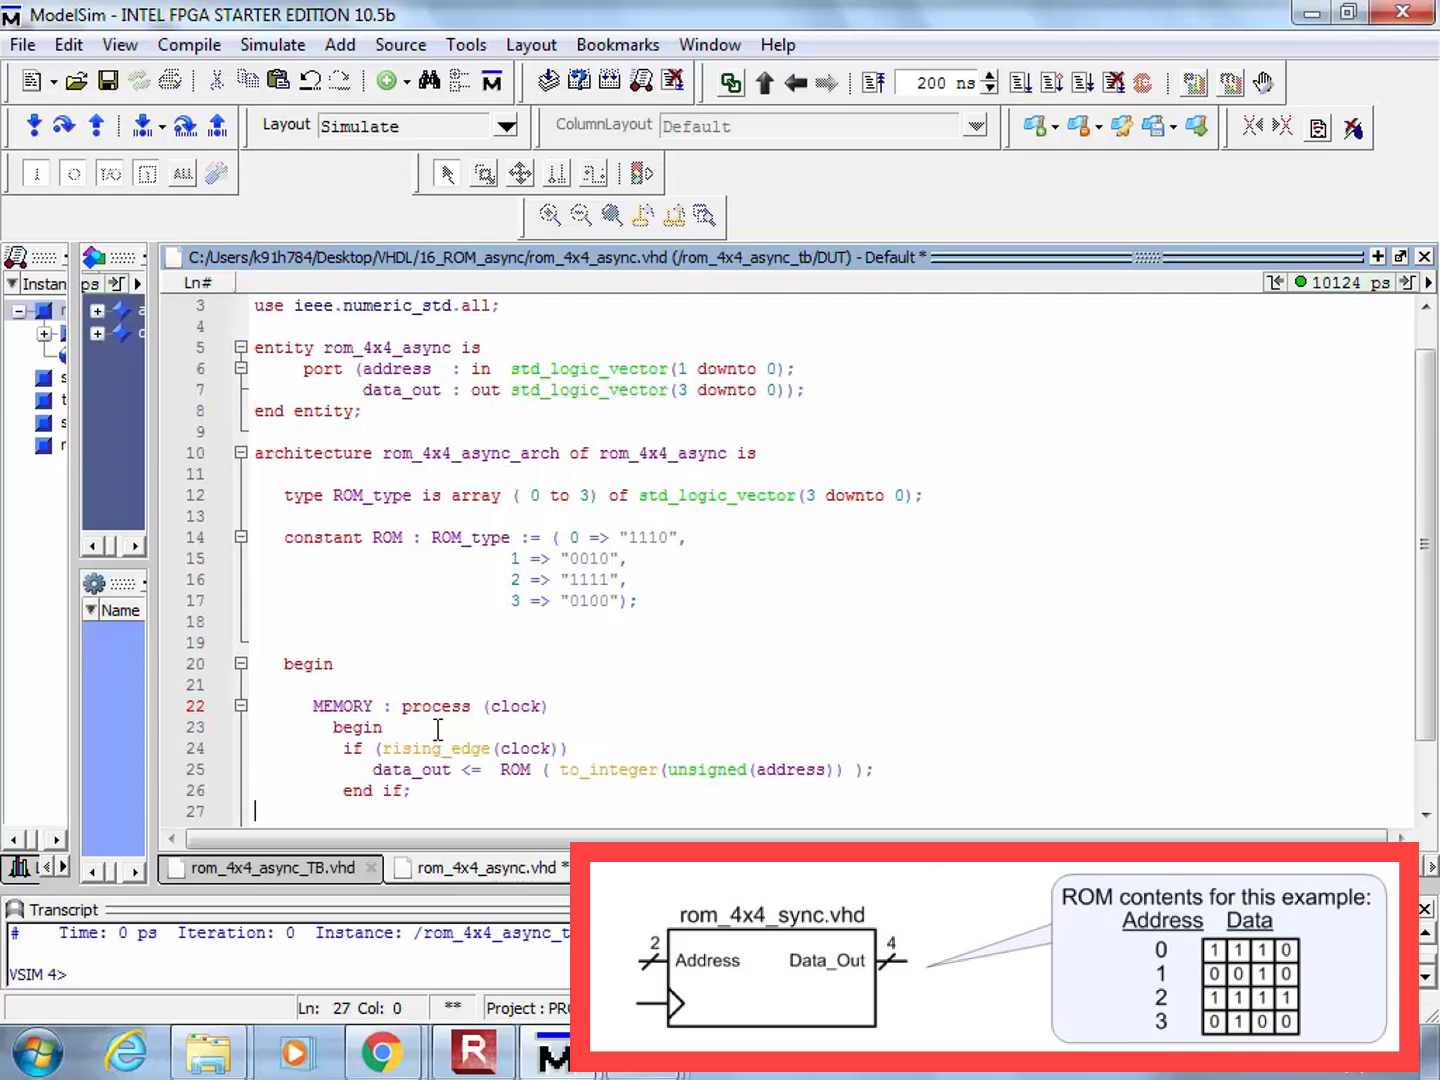 ModelSim - INTEL FPGA STARTER EDITION 10.5b
File Edit View Compile Simulate Add Source Tools Layout Bookmarks Window Help
200 ns
Layout Simulate ColumnLayout Default
C:/Users/k91h784/Desktop/VHDL/16_ROM_async/rom_4x4_async.vhd (/rom_4x4_async_tb/DUT) - Default *
Instan ps Ln# 10124 ps
3 use ieee.numeric_std.all;
4
5 entity rom_4x4_async is
6 port (address : in std_logic_vector(1 downto 0);
7 data_out : out std_logic_vector(3 downto 0));
8 end entity;
9
10 architecture rom_4x4_async_arch of rom_4x4_async is
11
12 type ROM_type is array ( 0 to 3) of std_logic_vector(3 downto 0);
13
14 constant ROM : ROM_type := ( 0 => "1110",
15 1 => "0010",
16 2 => "1111",
17 3 => "0100");
18
19
20 begin
21
22 MEMORY : process (clock)
23 begin
24 if (rising_edge(clock))
25 data_out <= ROM ( to_integer(unsigned(address)) );
26 end if;
27
Name
rom_4x4_async_TB.vhd rom_4x4_async.vhd *
Transcript
# Time: 0 ps Iteration: 0 Instance: /rom_4x4_async_t
VSIM 4>
Ln: 27 Col: 0 ** Project : PR
rom_4x4_sync.vhd
2 Address Data_Out 4
ROM contents for this example:
Address Data
0 1 1 1 0
1 0 0 1 0
2 1 1 1 1
3 0 1 0 0